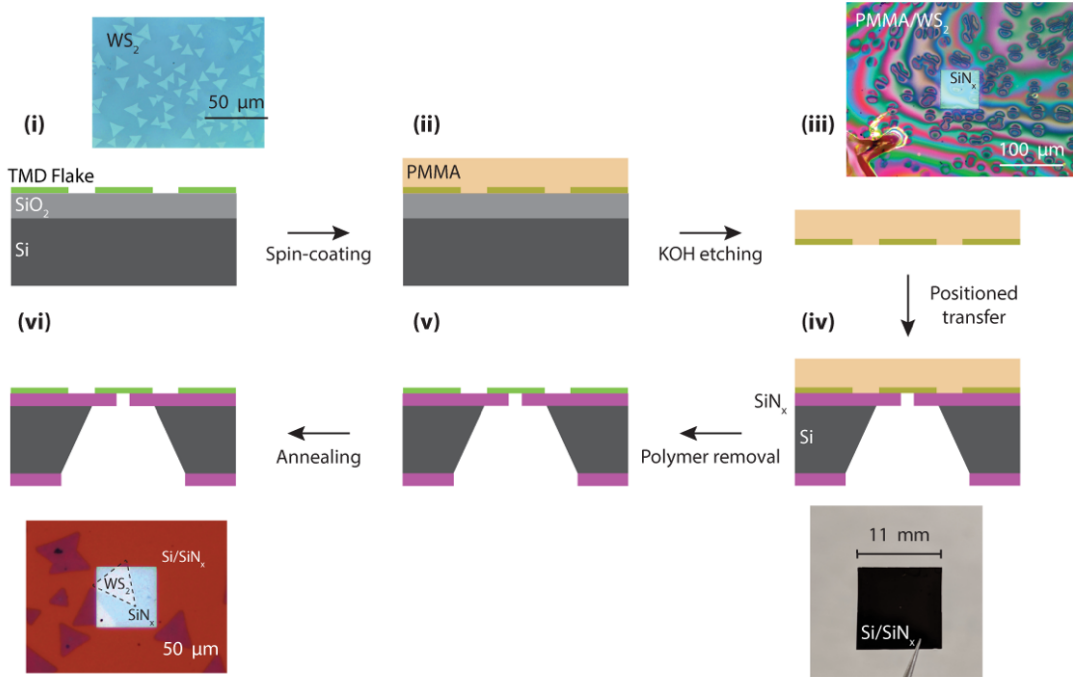 WS₂
50 μm
(i)
TMD Flake
SiO₂
Si
Spin-coating
(ii)
PMMA
KOH etching
PMMA/WS₂
SiNₓ
100 μm
(iii)
Positioned
transfer
(iv)
SiNₓ
Si
Polymer removal
11 mm
Si/SiNₓ
(v)
Annealing
(vi)
Si/SiNₓ
WS₂
SiNₓ
50 μm